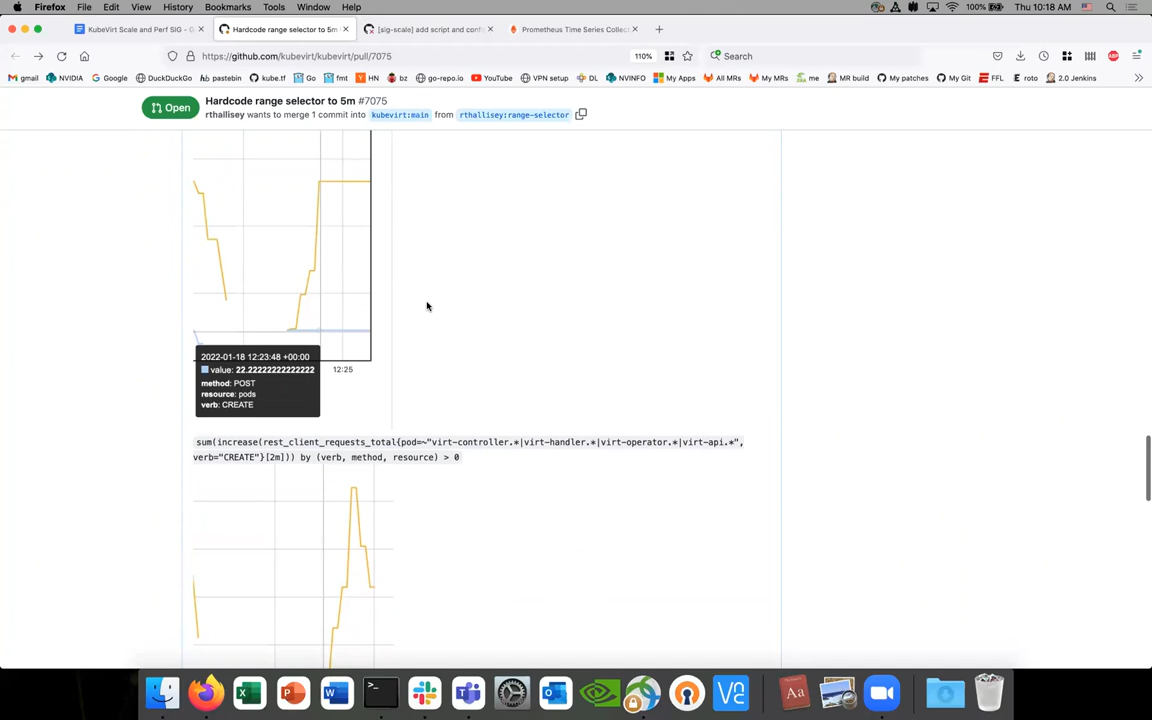 Firefox File Edit View History Bookmarks Tools Window Help 100% Thu 10:18 AM
KubeVirt Scale and Perf SIG - G
Hardcode range selector to 5m
[sig-scale] add script and conf
Prometheus Time Series Collect
https://github.com/kubevirt/kubevirt/pull/7075 110% Search
gmail NVIDIA Google DuckDuckGo pastebin kube.tf Go fmt HN bz go-repo.io YouTube VPN setup DL NVINFO My Apps All MRs My MRs me MR build My patches My Git FFL roto 2.0 Jenkins
Open
Hardcode range selector to 5m #7075
rthallisey wants to merge 1 commit into kubevirt:main from rthallisey:range-selector
2022-01-18 12:23:48 +00:00
value: 22.22222222222222
method: POST
resource: pods
verb: CREATE
12:25
sum(increase(rest_client_requests_total{pod=~"virt-controller.*|virt-handler.*|virt-operator.*|virt-api.*",
verb="CREATE"}[2m])) by (verb, method, resource) > 0